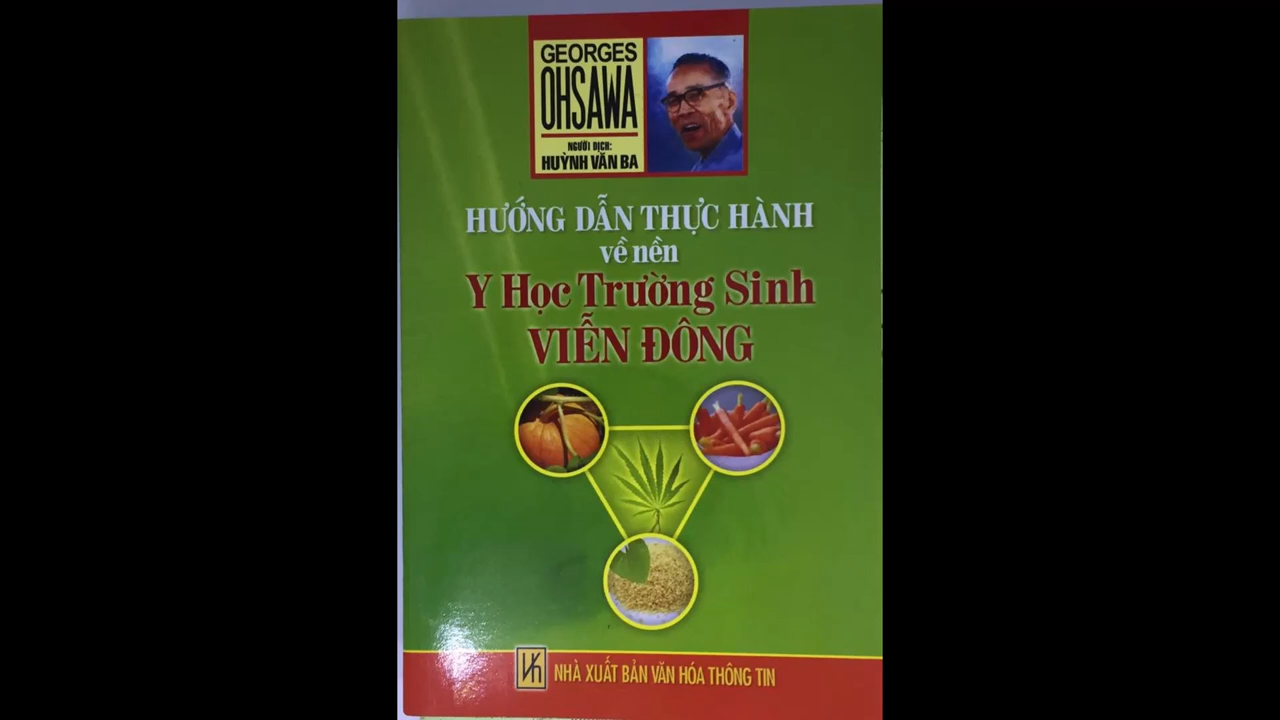 GEORGES
OHSAWA
NGƯỜI DỊCH:
HUỲNH VĂN BA
HƯỚNG DẪN THỰC HÀNH
về nền
Y Học Trường Sinh
VIỄN ĐÔNG
NHÀ XUẤT BẢN VĂN HÓA THÔNG TIN